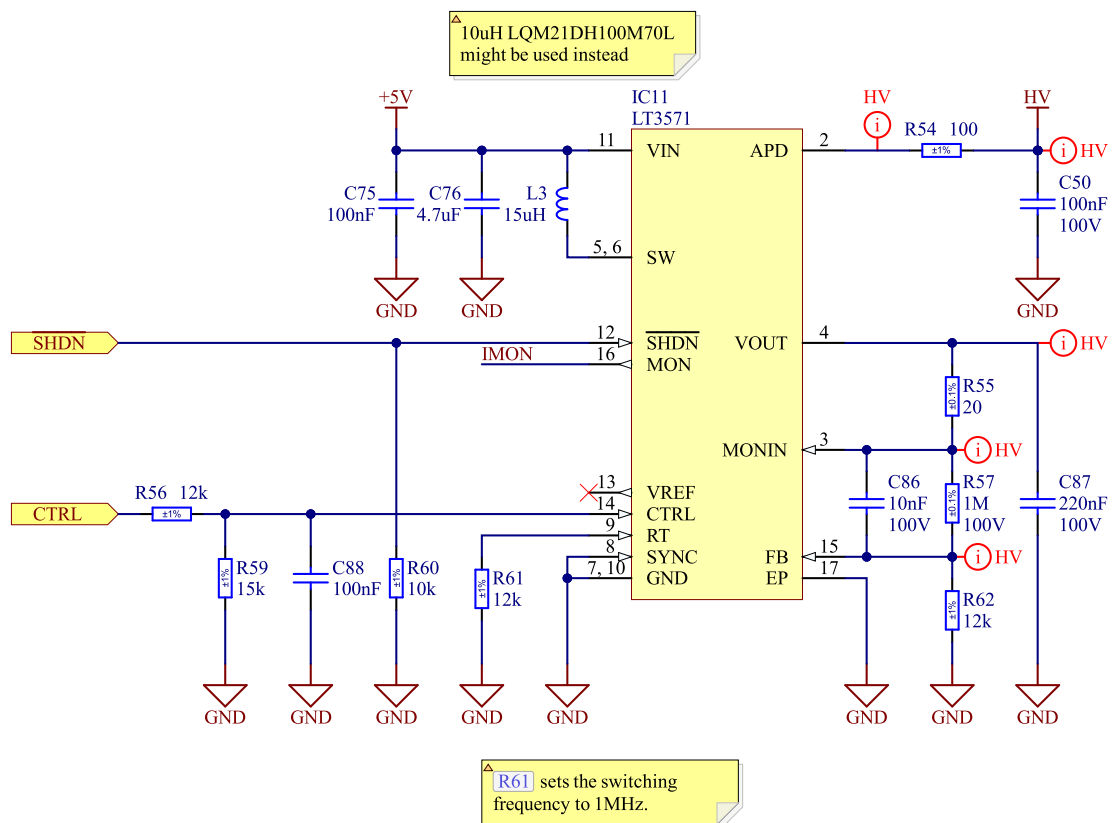 10uH LQM21DH100M70L
might be used instead
+5V
IC11
LT3571
HV
HV
R54 100
±1%
HV
11
VIN
APD
2
C75
100nF
C76
4.7uF
L3
15uH
C50
100nF
100V
5, 6
SW
GND
GND
GND
SHDN
12
SHDN
VOUT
4
HV
IMON
16
MON
R55
20
±0.1%
MONIN
3
HV
C86
10nF
100V
R57
1M
100V
±0.1%
C87
220nF
100V
13
VREF
CTRL
R56 12k
±1%
14
CTRL
9
RT
8
SYNC
FB
15
HV
7, 10
GND
EP
17
R59
15k
±1%
C88
100nF
R60
10k
±1%
R61
12k
±1%
R62
12k
±1%
GND
GND
GND
GND
GND
GND
GND
GND
R61 sets the switching
frequency to 1MHz.